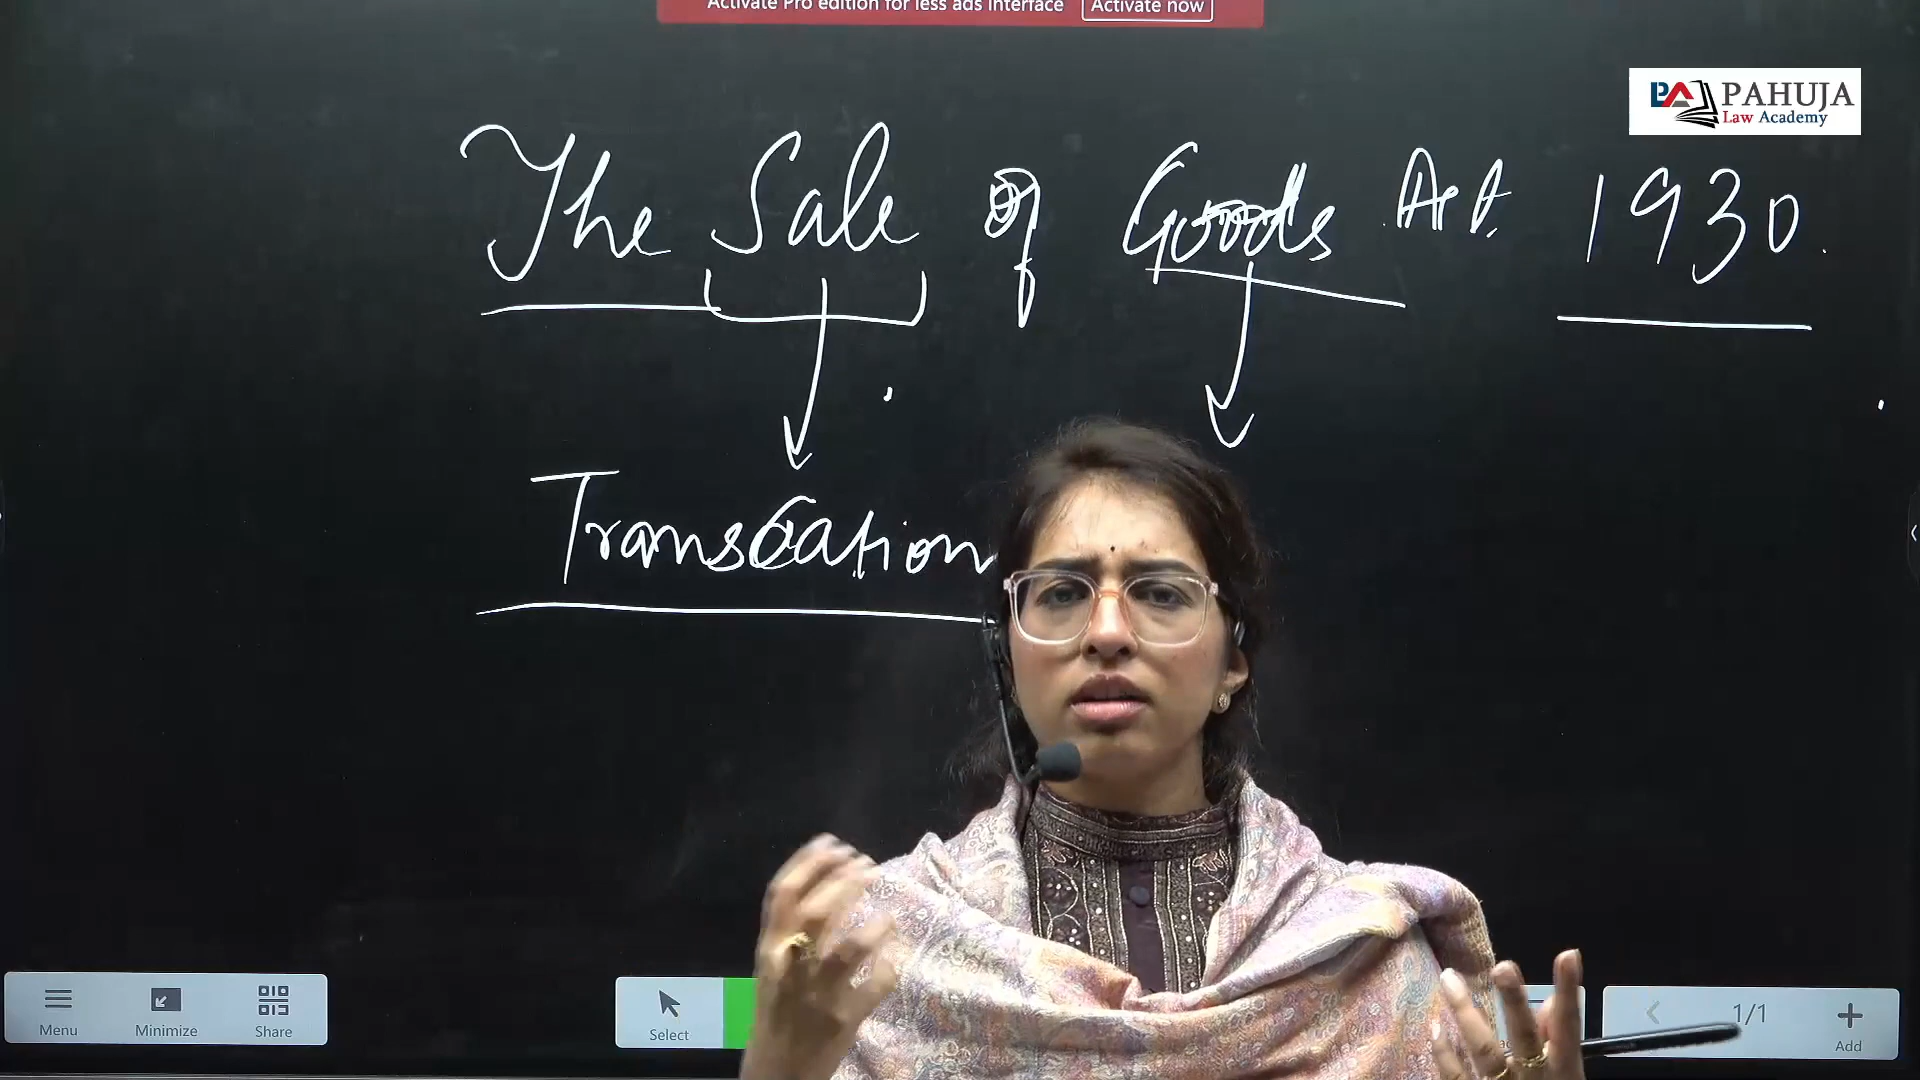 Activate Pro edition for less ads interface Activate now
PAHUJA
Law Academy
The Sale of Goods Act 1930.
Transcation
Menu
Minimize
Share
Select
1/1
Add